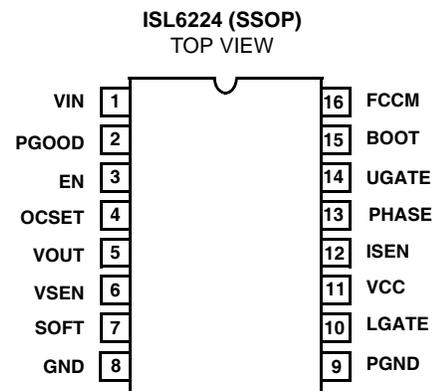 ISL6224 (SSOP)
TOP VIEW
VIN 1 16 FCCM
PGOOD 2 15 BOOT
EN 3 14 UGATE
OCSET 4 13 PHASE
VOUT 5 12 ISEN
VSEN 6 11 VCC
SOFT 7 10 LGATE
GND 8 9 PGND